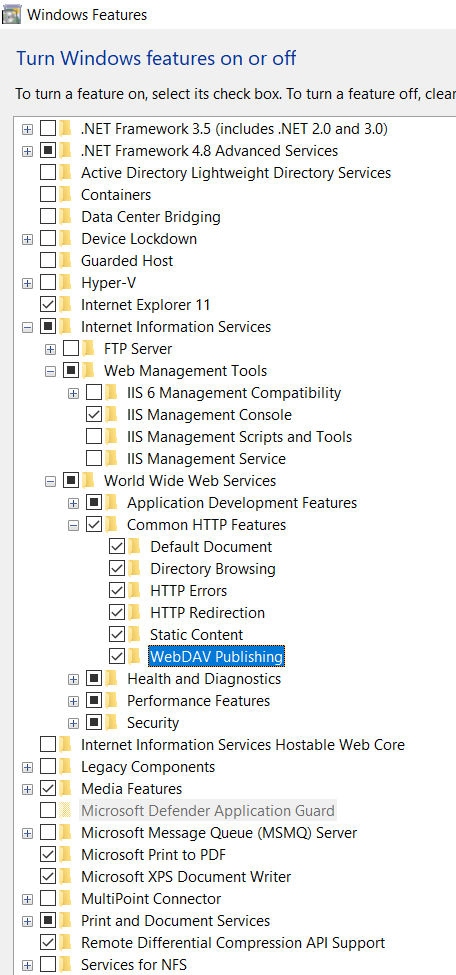 Windows Features
Turn Windows features on or off
To turn a feature on, select its check box. To turn a feature off, clear
.NET Framework 3.5 (includes .NET 2.0 and 3.0)
.NET Framework 4.8 Advanced Services
Active Directory Lightweight Directory Services
Containers
Data Center Bridging
Device Lockdown
Guarded Host
Hyper-V
Internet Explorer 11
Internet Information Services
FTP Server
Web Management Tools
IIS 6 Management Compatibility
IIS Management Console
IIS Management Scripts and Tools
IIS Management Service
World Wide Web Services
Application Development Features
Common HTTP Features
Default Document
Directory Browsing
HTTP Errors
HTTP Redirection
Static Content
WebDAV Publishing
Health and Diagnostics
Performance Features
Security
Internet Information Services Hostable Web Core
Legacy Components
Media Features
Microsoft Defender Application Guard
Microsoft Message Queue (MSMQ) Server
Microsoft Print to PDF
Microsoft XPS Document Writer
MultiPoint Connector
Print and Document Services
Remote Differential Compression API Support
Services for NFS